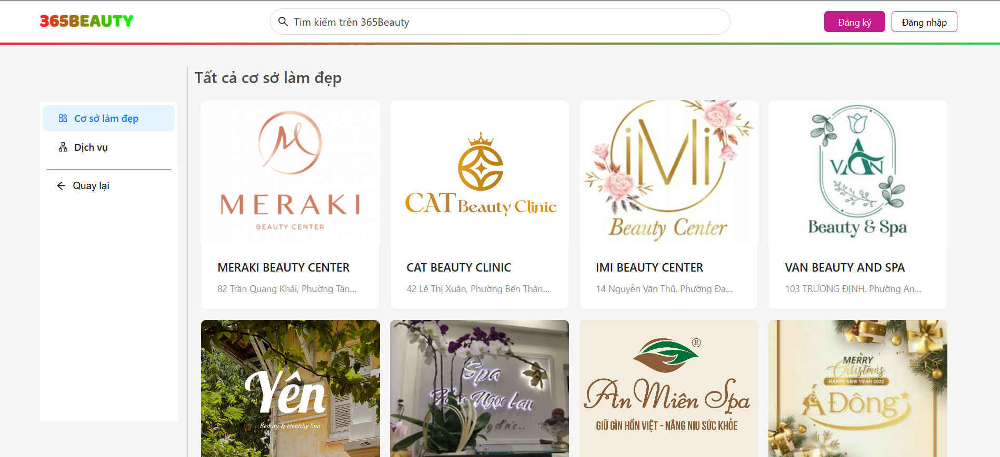 365BEAUTY
Tìm kiếm trên 365Beauty
Đăng ký
Đăng nhập
Tất cả cơ sở làm đẹp
Cơ sở làm đẹp
Dịch vụ
Quay lại
M
MERAKI
BEAUTY CENTER
MERAKI BEAUTY CENTER
82 Trần Quang Khải, Phường Tân...
CAT Beauty Clinic
CAT BEAUTY CLINIC
42 Lê Thị Xuân, Phường Bến Thàn...
iMi
Beauty Center
IMI BEAUTY CENTER
14 Nguyễn Văn Thủ, Phường Đa...
VAN
Beauty & Spa
VAN BEAUTY AND SPA
103 TRƯƠNG ĐỊNH, Phường An...
Yên
Beauty & Healthy Spa
Spa
Ngọc Lan
An Miên Spa
®
GIỮ GÌN HỒN VIỆT - NÂNG NIU SỨC KHỎE
MERRY
Christmas
HAPPY NEW YEAR 2022
Á ĐÔNG